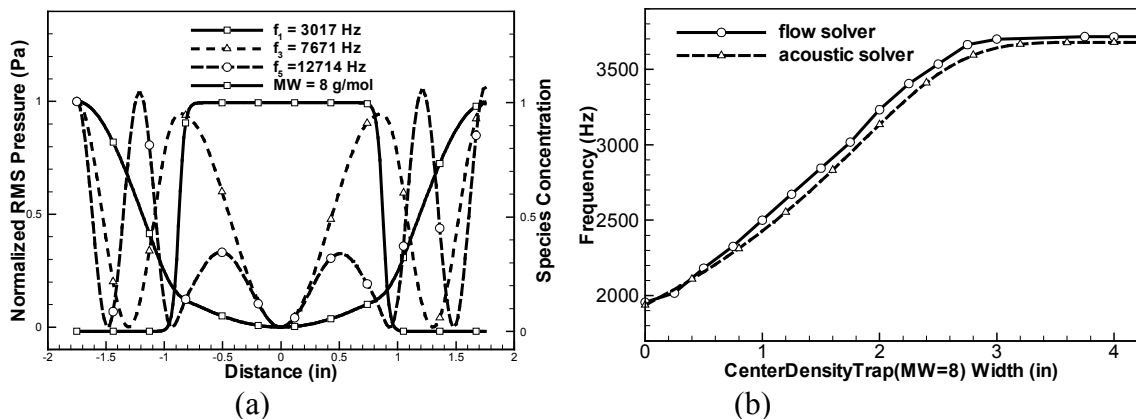 f₁ = 3017 Hz
f₃ = 7671 Hz
f₅ =12714 Hz
MW = 8 g/mol
Normalized RMS Pressure (Pa)
1
0.5
0
Species Concentration
1
0.5
0
-2 -1.5 -1 -0.5 0 0.5 1 1.5 2
Distance (in)
(a)
flow solver
acoustic solver
Frequency (Hz)
3500
3000
2500
2000
0 1 2 3 4
CenterDensityTrap(MW=8) Width (in)
(b)